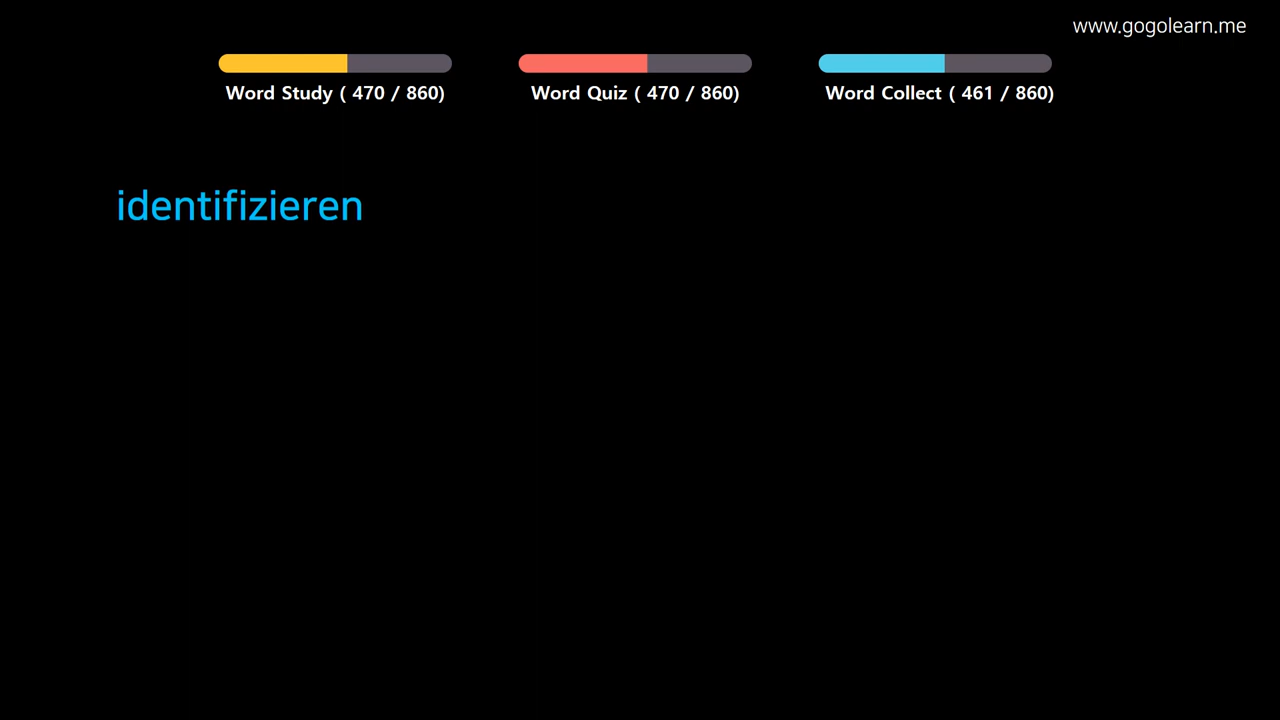 www.gogolearn.me
Word Study ( 470 / 860)
Word Quiz ( 470 / 860)
Word Collect ( 461 / 860)
identifizieren